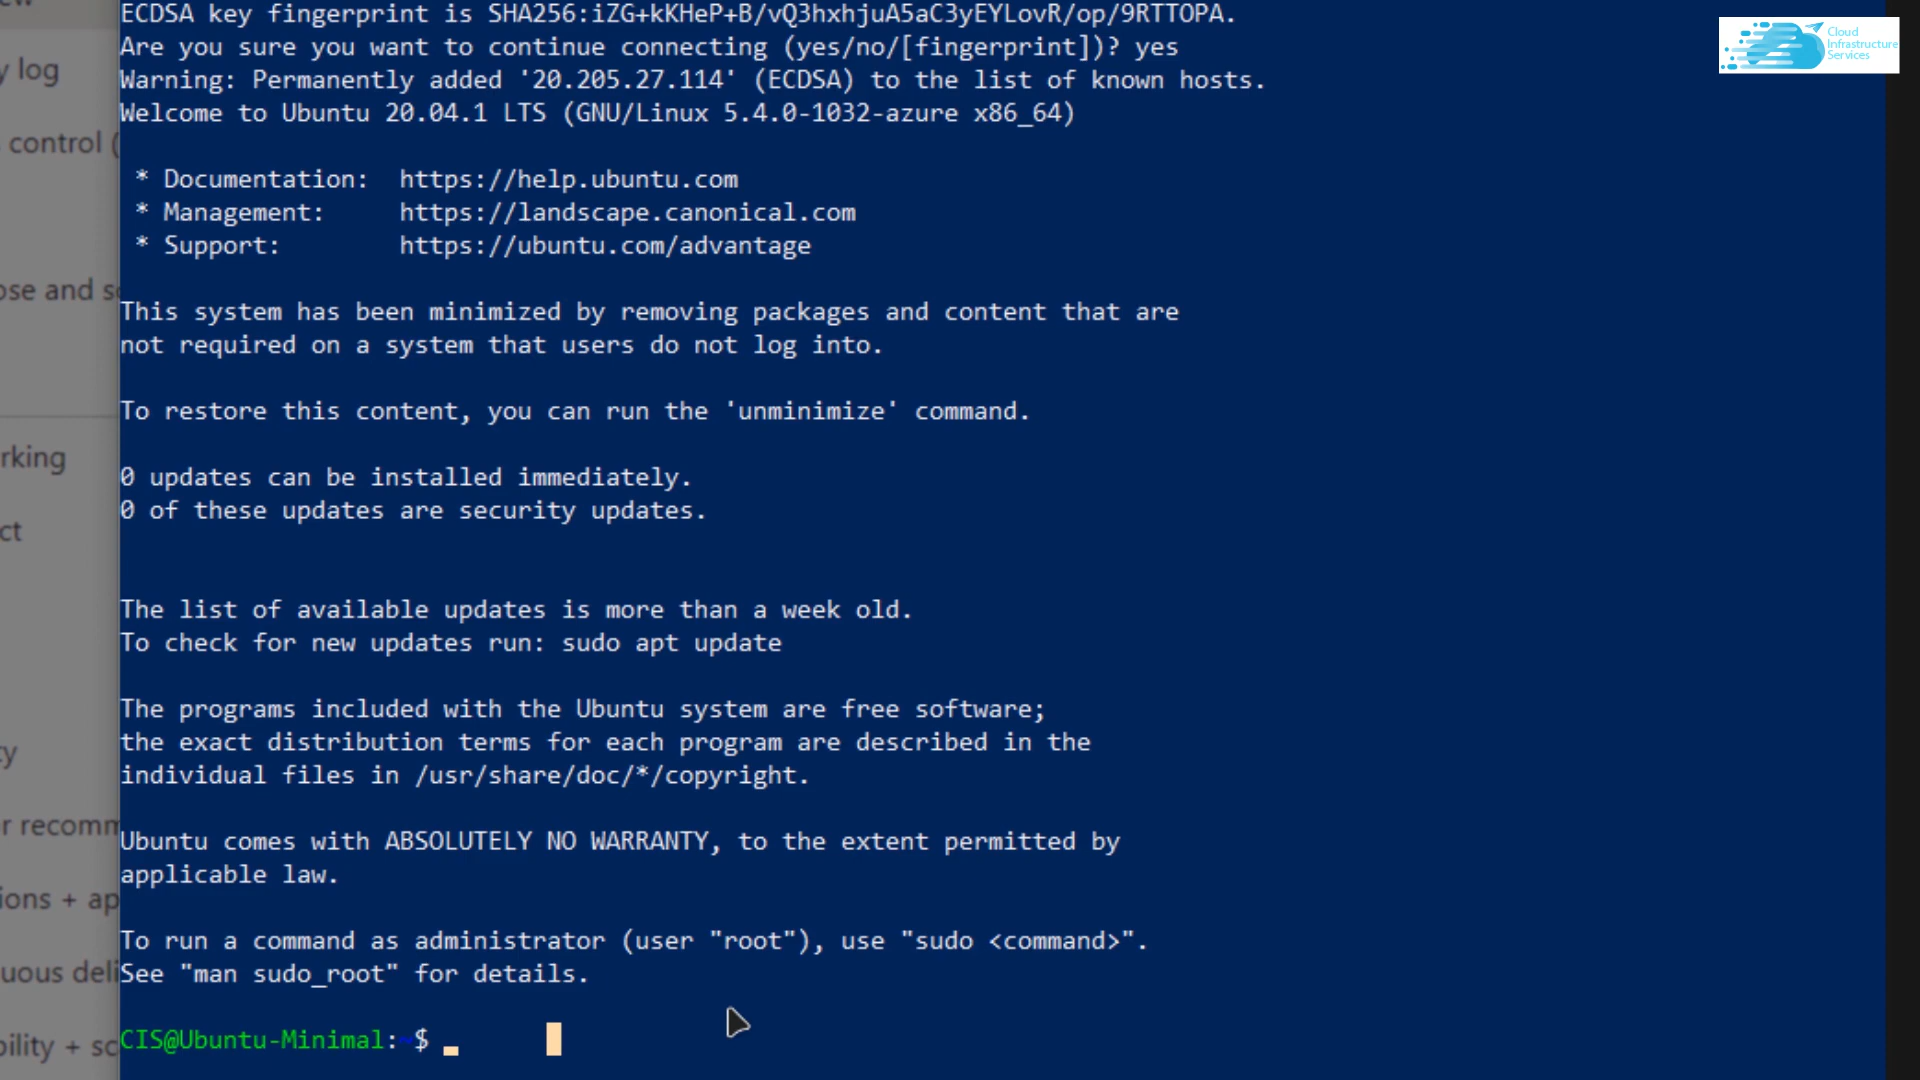 ECDSA key fingerprint is SHA256:iZG+kKHeP+B/vQ3hxhjuA5aC3yEYLovR/op/9RTTOPA.
Are you sure you want to continue connecting (yes/no/[fingerprint])? yes
Warning: Permanently added '20.205.27.114' (ECDSA) to the list of known hosts.
Welcome to Ubuntu 20.04.1 LTS (GNU/Linux 5.4.0-1032-azure x86_64)
* Documentation: https://help.ubuntu.com
* Management: https://landscape.canonical.com
* Support: https://ubuntu.com/advantage
This system has been minimized by removing packages and content that are
not required on a system that users do not log into.
To restore this content, you can run the 'unminimize' command.
0 updates can be installed immediately.
0 of these updates are security updates.
The list of available updates is more than a week old.
To check for new updates run: sudo apt update
The programs included with the Ubuntu system are free software;
the exact distribution terms for each program are described in the
individual files in /usr/share/doc/*/copyright.
Ubuntu comes with ABSOLUTELY NO WARRANTY, to the extent permitted by
applicable law.
To run a command as administrator (user "root"), use "sudo <command>".
See "man sudo_root" for details.
CIS@Ubuntu-Minimal:~$
y log
control (
ose and sc
rking
ct
ty
r recomm
ions + ap
uous deli
bility + sc
Cloud
Infrastructure
Services